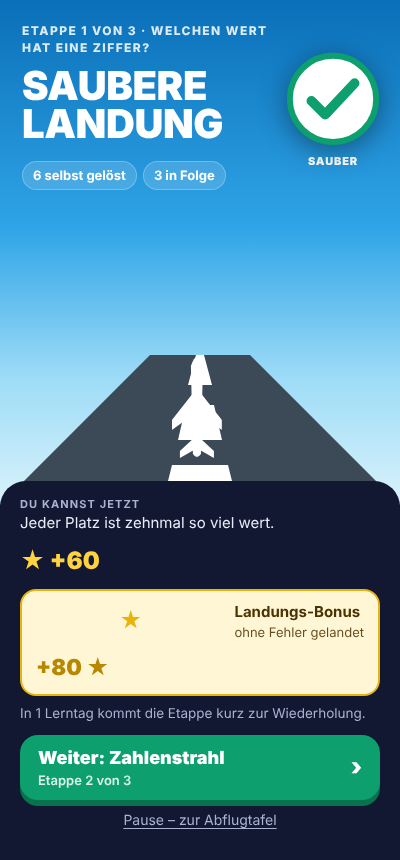 ETAPPE 1 VON 3 · WELCHEN WERT
HAT EINE ZIFFER?
SAUBERE
LANDUNG
SAUBER
6 selbst gelöst
3 in Folge
DU KANNST JETZT
Jeder Platz ist zehnmal so viel wert.
★ +60
★
Landungs-Bonus
ohne Fehler gelandet
+80 ★
In 1 Lerntag kommt die Etappe kurz zur Wiederholung.
Weiter: Zahlenstrahl
Etappe 2 von 3
›
Pause – zur Abflugtafel